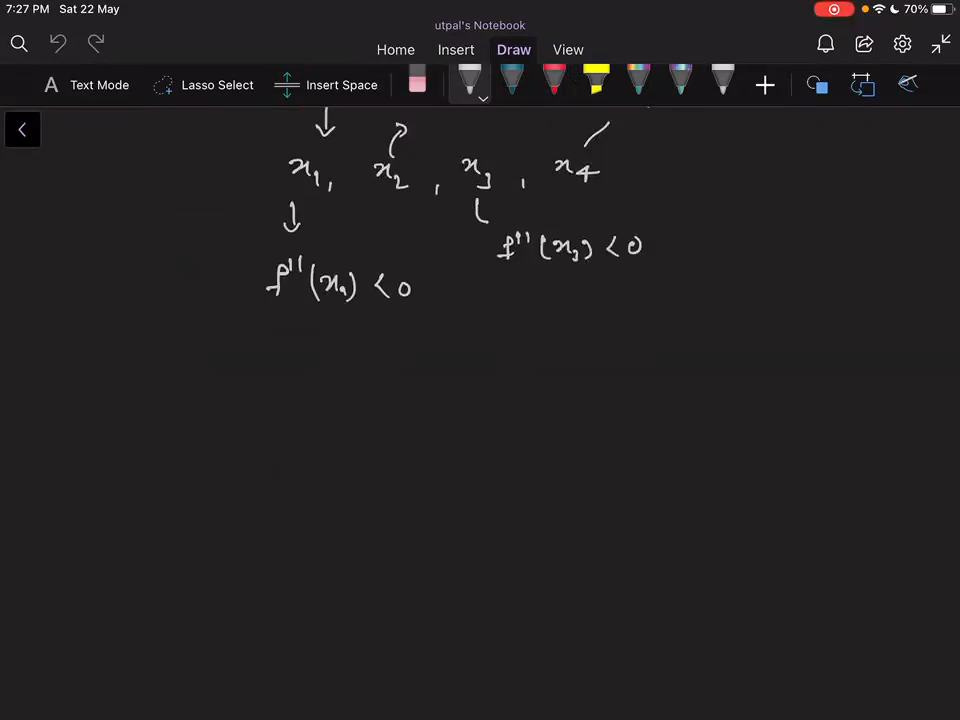 7:27 PM Sat 22 May
70%
utpal's Notebook
Home Insert Draw View
Text Mode Lasso Select Insert Space
x₁, x₂, x₃, x₄
f''(x₃) < 0
f''(x₁) < 0